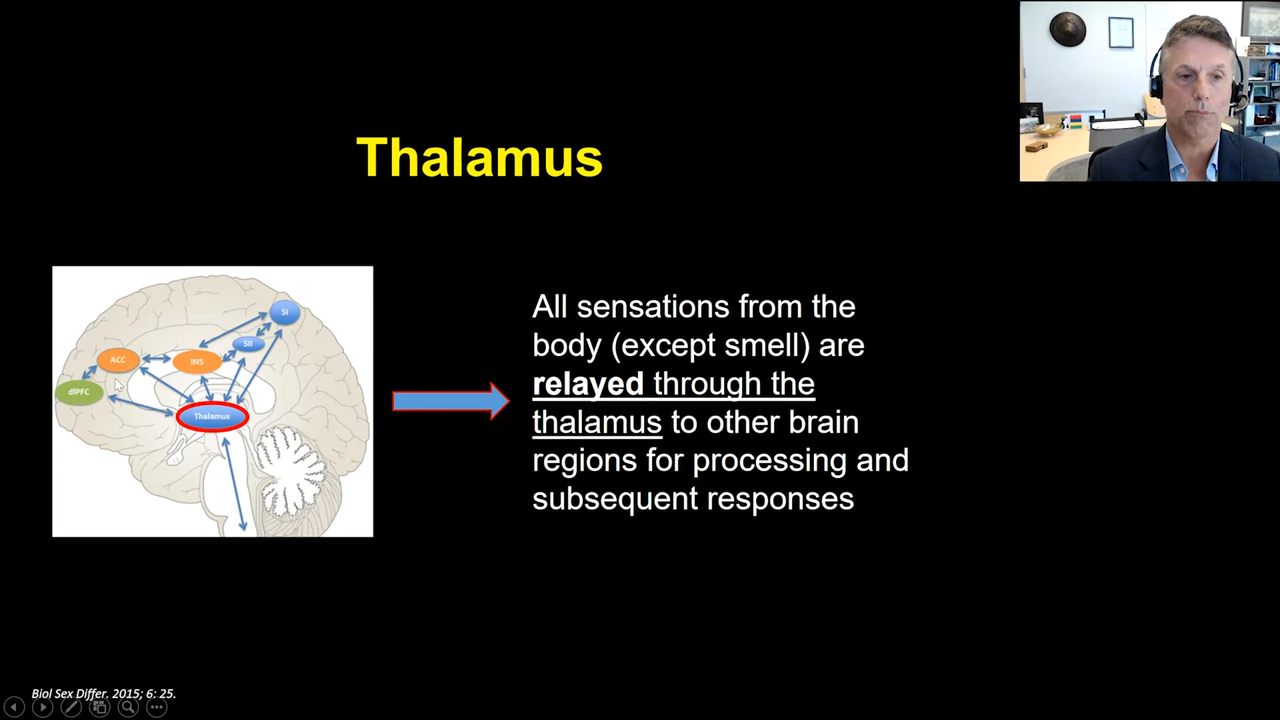 Thalamus
SI
SII
ACC
INS
dlPFC
Thalamus
All sensations from the
body (except smell) are
relayed through the
thalamus to other brain
regions for processing and
subsequent responses
Biol Sex Differ. 2015; 6: 25.